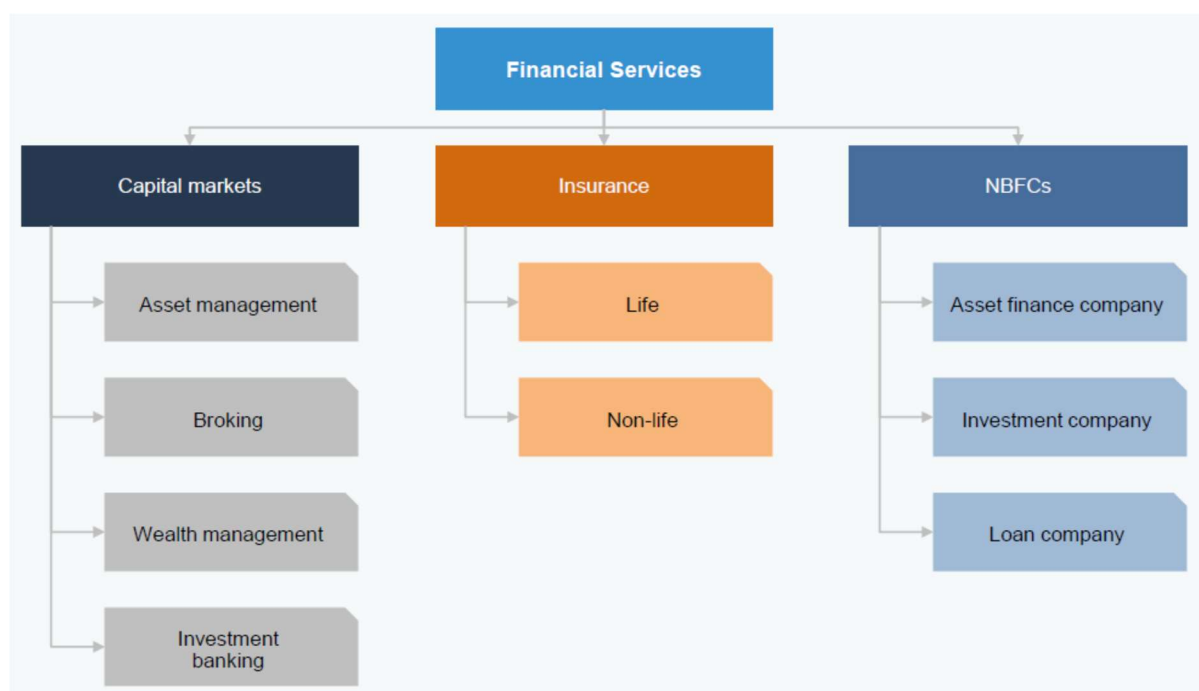 Financial Services
Capital markets
Insurance
NBFCs
Asset management
Life
Asset finance company
Broking
Non-life
Investment company
Wealth management
Loan company
Investment
banking